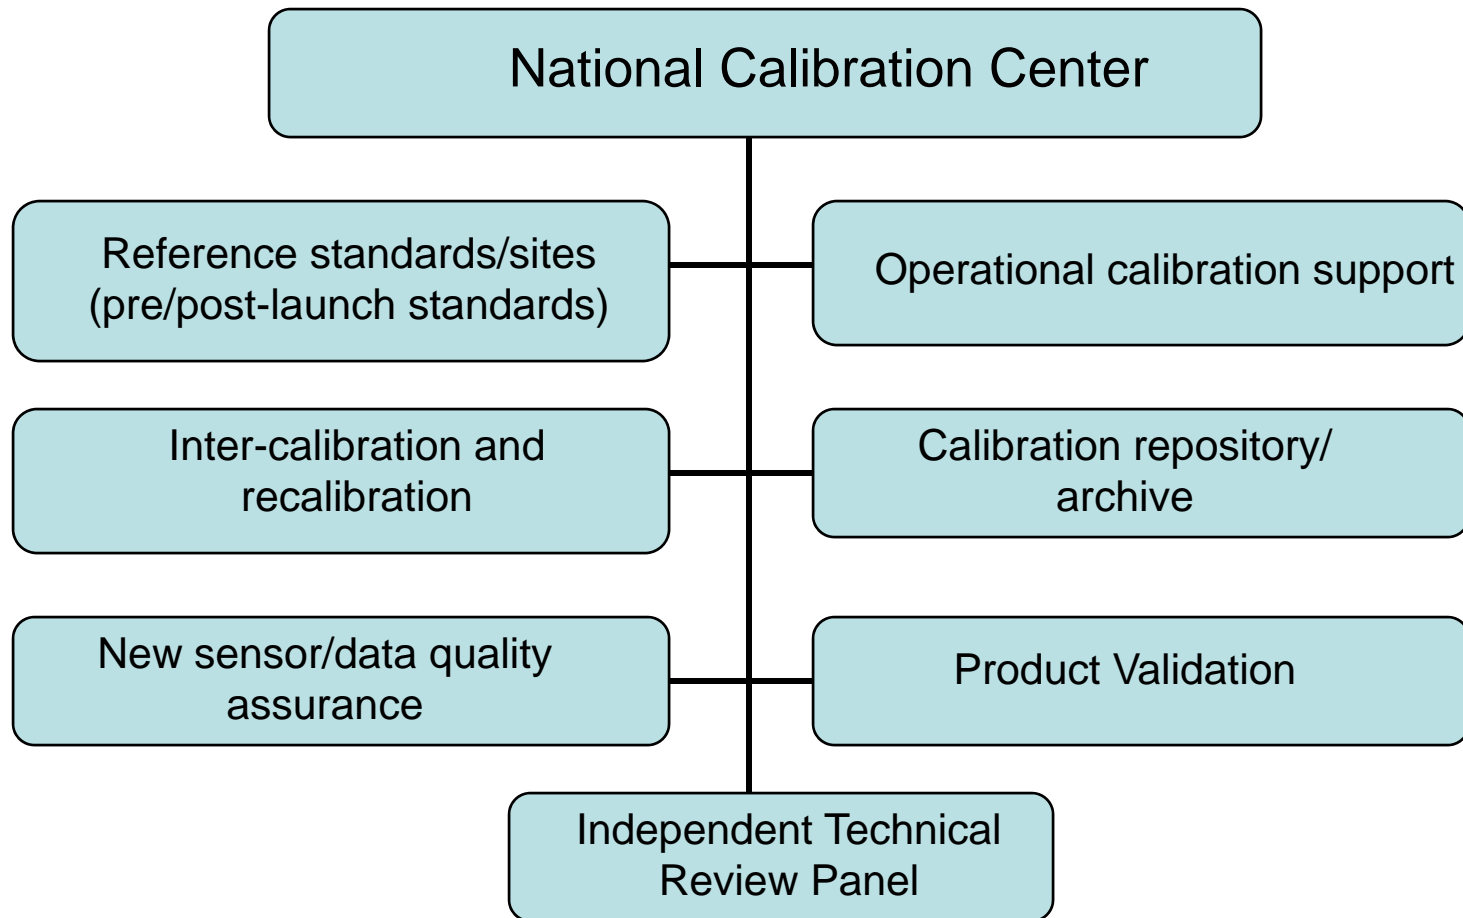 National Calibration Center
Reference standards/sites
(pre/post-launch standards)
Operational calibration support
Inter-calibration and
recalibration
Calibration repository/
archive
New sensor/data quality
assurance
Product Validation
Independent Technical
Review Panel